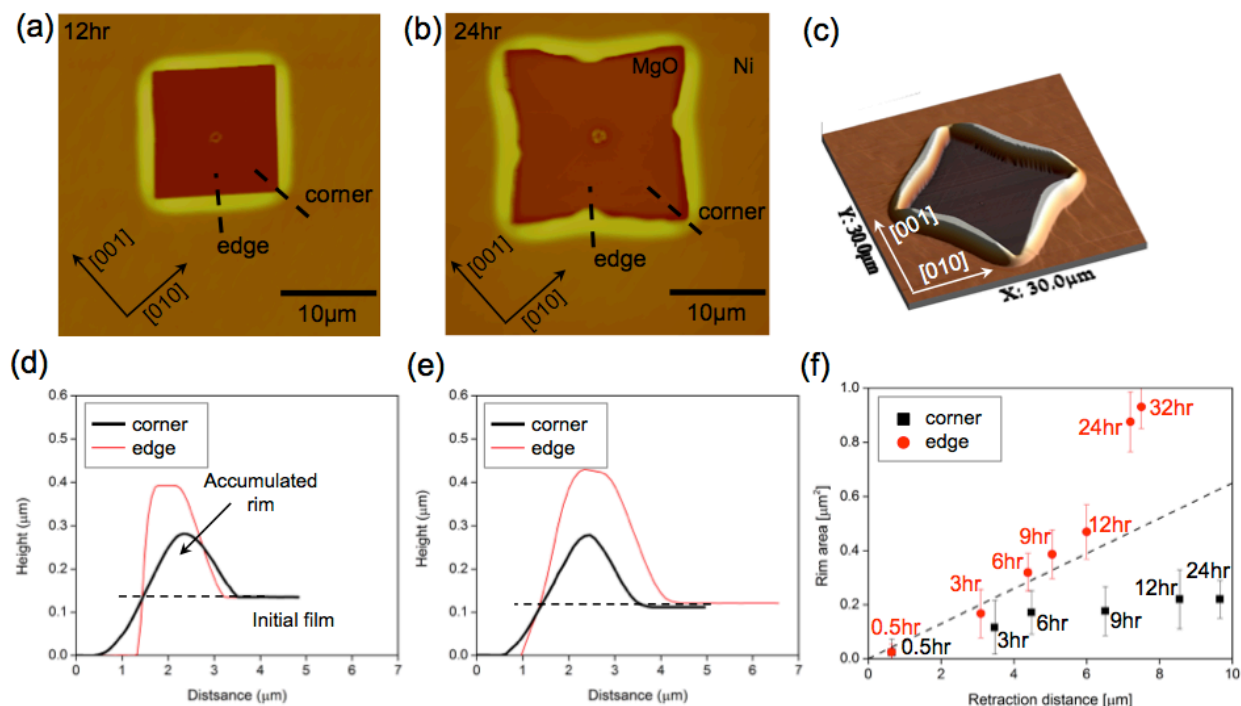 (a)
12hr
corner
edge
[001]
[010]
10μm
(b)
24hr
MgO
Ni
corner
edge
[001]
[010]
10μm
(c)
Y: 30.0μm
[001]
[010]
X: 30.0μm
(d)
0.6
0.5
0.4
0.3
0.2
0.1
0.0
Height (μm)
corner
edge
Accumulated
rim
Initial film
0 1 2 3 4 5 6 7
Distsance (μm)
(e)
0.6
0.5
0.4
0.3
0.2
0.1
0.0
Height (μm)
corner
edge
0 1 2 3 4 5 6 7
Distsance (μm)
(f)
1.0
0.8
0.6
0.4
0.2
0.0
Rim area [μm²]
corner
edge
24hr
32hr
12hr
9hr
6hr
3hr
0.5hr
0.5hr
3hr
6hr
9hr
12hr
24hr
0 2 4 6 8 10
Retraction distance [μm]